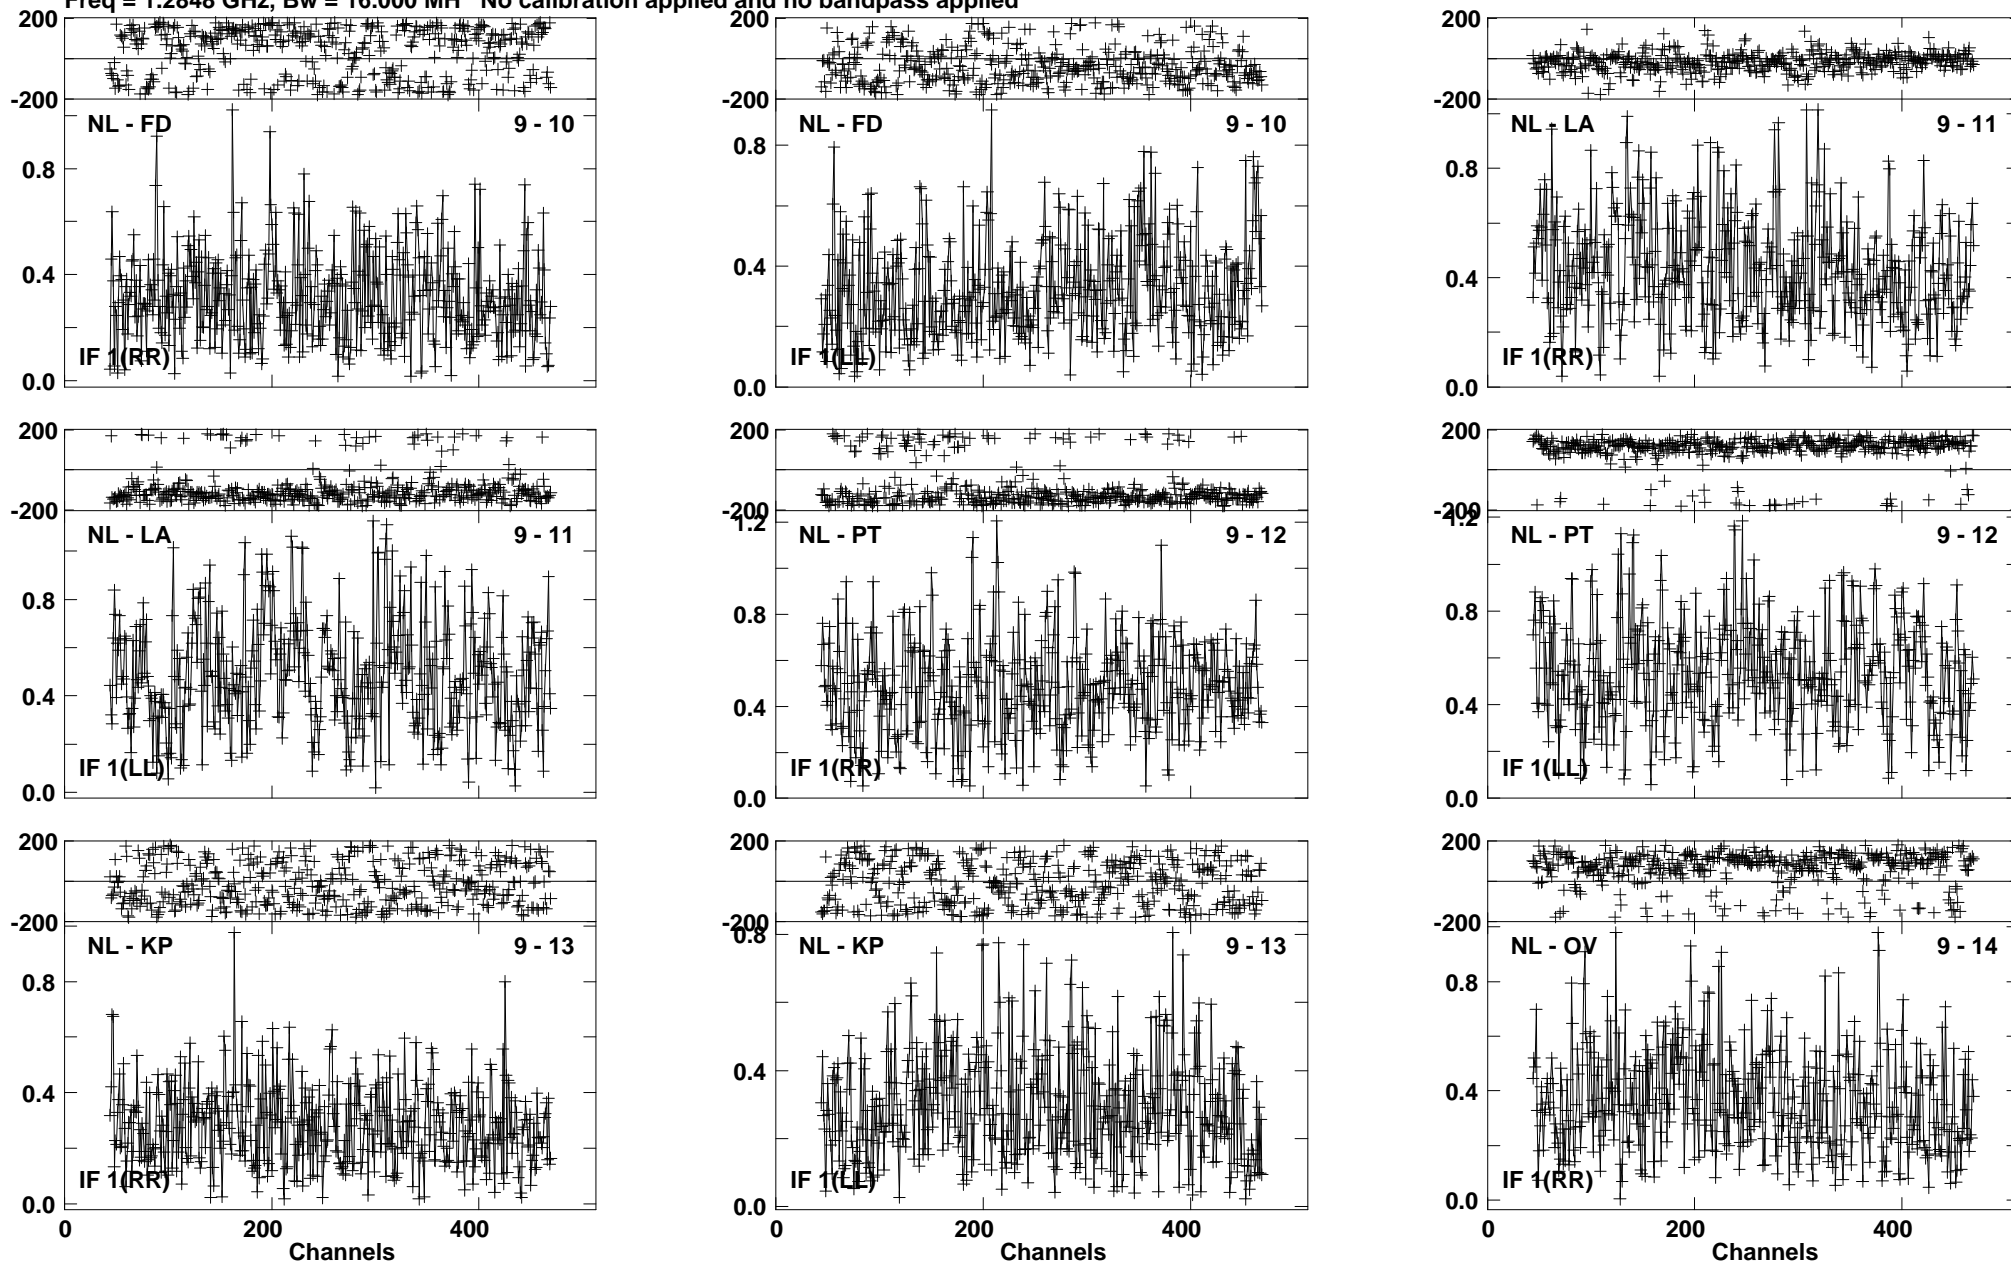 Freq = 1.2848 GHz, Bw = 16.000 MH No calibration applied and no bandpass applied
200
-200
NL - FD
9 - 10
0.8
0.4
0.0
IF 1(RR)
200
-200
NL - FD
9 - 10
0.8
0.4
0.0
IF 1(LL)
200
-200
NL - LA
9 - 11
0.8
0.4
0.0
IF 1(RR)
200
-200
NL - LA
9 - 11
0.8
0.4
0.0
IF 1(LL)
200
-200
1.2
NL - PT
9 - 12
0.8
0.4
0.0
IF 1(RR)
200
-200
1.2
NL - PT
9 - 12
0.8
0.4
0.0
IF 1(LL)
200
-200
NL - KP
9 - 13
0.8
0.4
0.0
IF 1(RR)
0 200 400
Channels
200
-200
0.8
NL - KP
9 - 13
0.4
0.0
IF 1(LL)
0 200 400
Channels
200
-200
NL - OV
9 - 14
0.8
0.4
0.0
IF 1(RR)
0 200 400
Channels